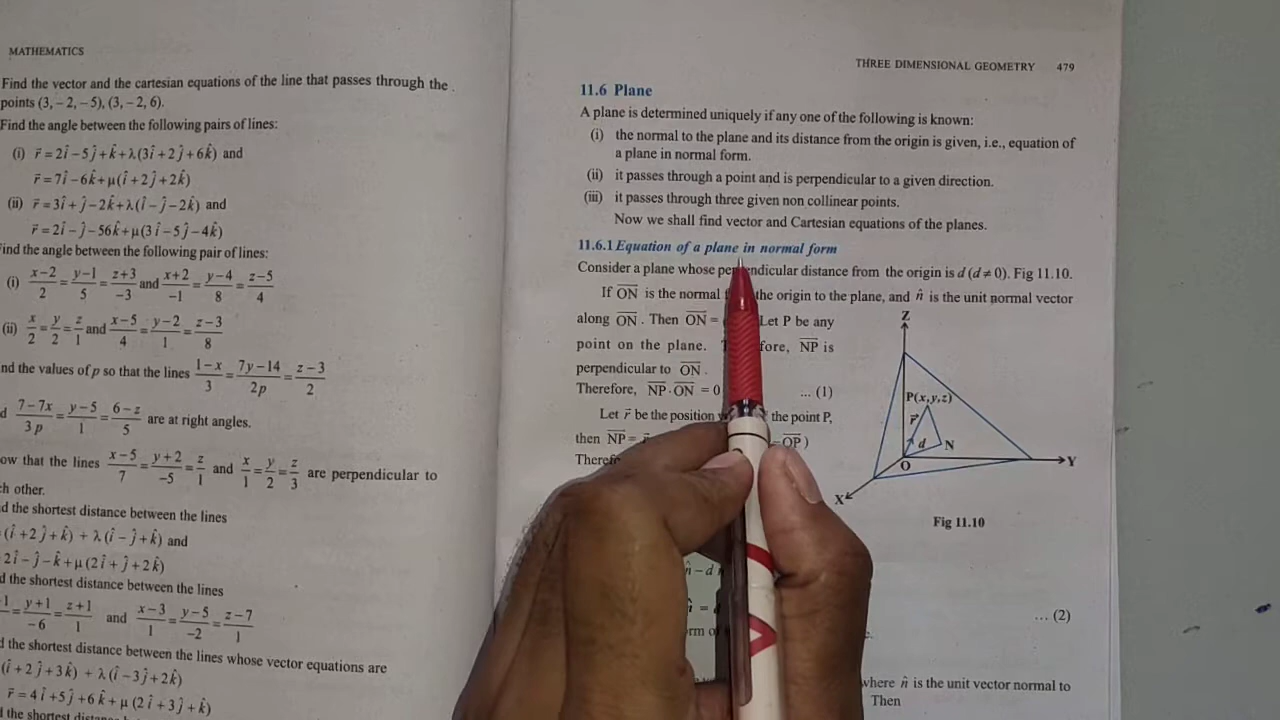 MATHEMATICS
Find the vector and the cartesian equations of the line that passes through the
points (3, – 2, – 5), (3, – 2, 6).
Find the angle between the following pairs of lines:
(i) r⃗ = 2î – 5ĵ + k̂ + λ(3î + 2ĵ + 6k̂) and
r⃗ = 7î – 6k̂ + μ(î + 2ĵ + 2k̂)
(ii) r⃗ = 3î + ĵ – 2k̂ + λ(î – ĵ – 2k̂) and
r⃗ = 2î – ĵ – 56k̂ + μ(3î – 5ĵ – 4k̂)
ind the angle between the following pair of lines:
(i) (x–2)/2 = (y–1)/5 = (z+3)/–3 and (x+2)/–1 = (y–4)/8 = (z–5)/4
(ii) x/2 = y/2 = z/1 and (x–5)/4 = (y–2)/1 = (z–3)/8
nd the values of p so that the lines (1–x)/3 = (7y–14)/2p = (z–3)/2
d (7–7x)/3p = (y–5)/1 = (6–z)/5 are at right angles.
ow that the lines (x–5)/7 = (y+2)/–5 = z/1 and x/1 = y/2 = z/3 are perpendicular to
ch other.
d the shortest distance between the lines
(î + 2ĵ + k̂) + λ(î – ĵ + k̂) and
2î – ĵ – k̂ + μ(2î + ĵ + 2k̂)
d the shortest distance between the lines
1 = (y+1)/–6 = (z+1)/1 and (x–3)/1 = (y–5)/–2 = (z–7)/1
d the shortest distance between the lines whose vector equations are
(î + 2ĵ + 3k̂) + λ(î – 3ĵ + 2k̂)
r⃗ = 4î + 5ĵ + 6k̂ + μ(2î + 3ĵ + k̂)
d the shortest
THREE DIMENSIONAL GEOMETRY 479
11.6 Plane
A plane is determined uniquely if any one of the following is known:
(i) the normal to the plane and its distance from the origin is given, i.e., equation of
a plane in normal form.
(ii) it passes through a point and is perpendicular to a given direction.
(iii) it passes through three given non collinear points.
Now we shall find vector and Cartesian equations of the planes.
11.6.1 Equation of a plane in normal form
Consider a plane whose perpendicular distance from the origin is d (d ≠ 0). Fig 11.10.
If ON is the normal the origin to the plane, and n̂ is the unit normal vector
along ON. Then ON = Let P be any
point on the plane. fore, NP is
perpendicular to ON.
Therefore, NP · ON = 0 ... (1)
Let r⃗ be the position the point P,
then NP = OP)
Z
P(x,y,z)
r⃗
d
N
O
Y
X
Fig 11.10
n̂ – d
= d
... (2)
where n̂ is the unit vector normal to
Then